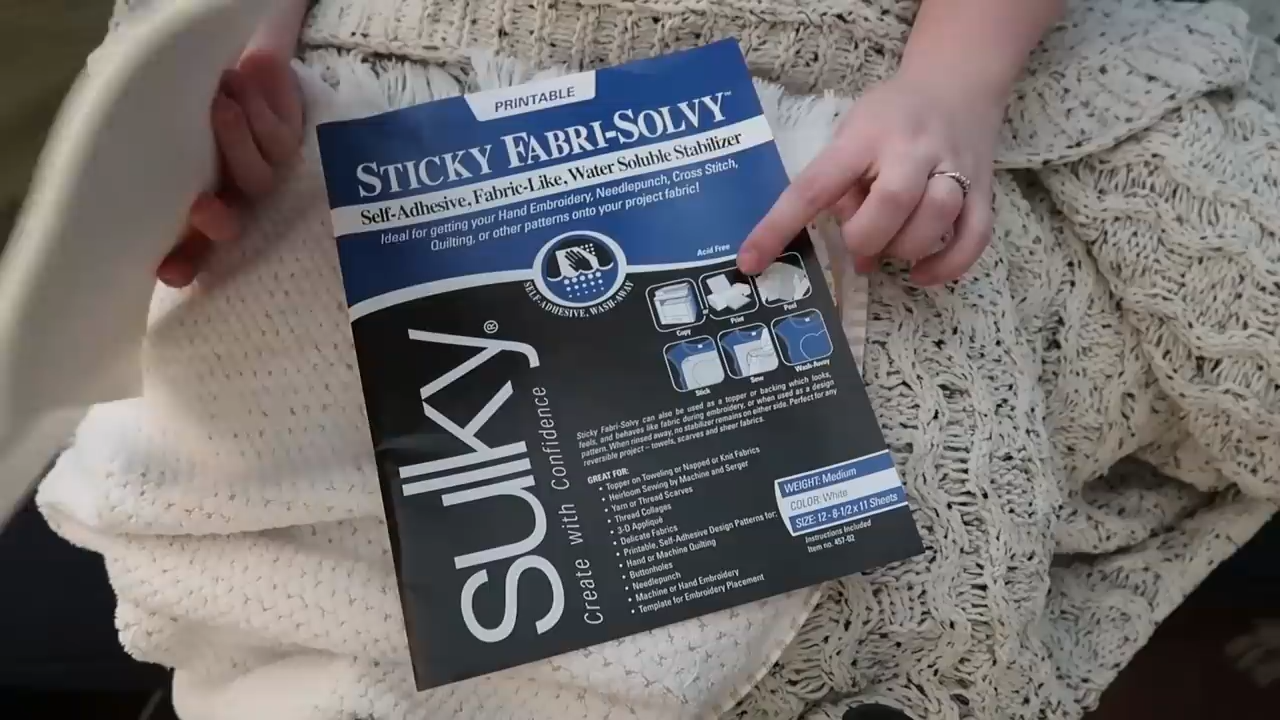 PRINTABLE
STICKY FABRI-SOLVY™
Self-Adhesive, Fabric-Like, Water Soluble Stabilizer
Ideal for getting your Hand Embroidery, Needlepunch, Cross Stitch,
Quilting, or other patterns onto your project fabric!
Acid Free
SELF-ADHESIVE, WASH-AWAY
Copy
Print
Peel
Stick
Sew
Wash-Away
sulky®
create with confidence
Sticky Fabri-Solvy can also be used as a topper or backing which looks,
feels, and behaves like fabric during embroidery, or when used as a design
pattern. When rinsed away, no stabilizer remains on either side. Perfect for any
reversible project – towels, scarves and sheer fabrics.
GREAT FOR:
• Topper on Toweling or Napped or Knit Fabrics
• Heirloom Sewing by Machine and Serger
• Yarn or Thread Scarves
• Thread Collages
• 3-D Appliqué
• Delicate Fabrics
• Printable, Self-Adhesive Design Patterns for:
• Hand or Machine Quilting
• Buttonholes
• Needlepunch
• Machine or Hand Embroidery
• Template for Embroidery Placement
WEIGHT: Medium
COLOR: White
SIZE: 12 - 8-1/2 x 11 Sheets
Instructions Included
Item no. 457-02